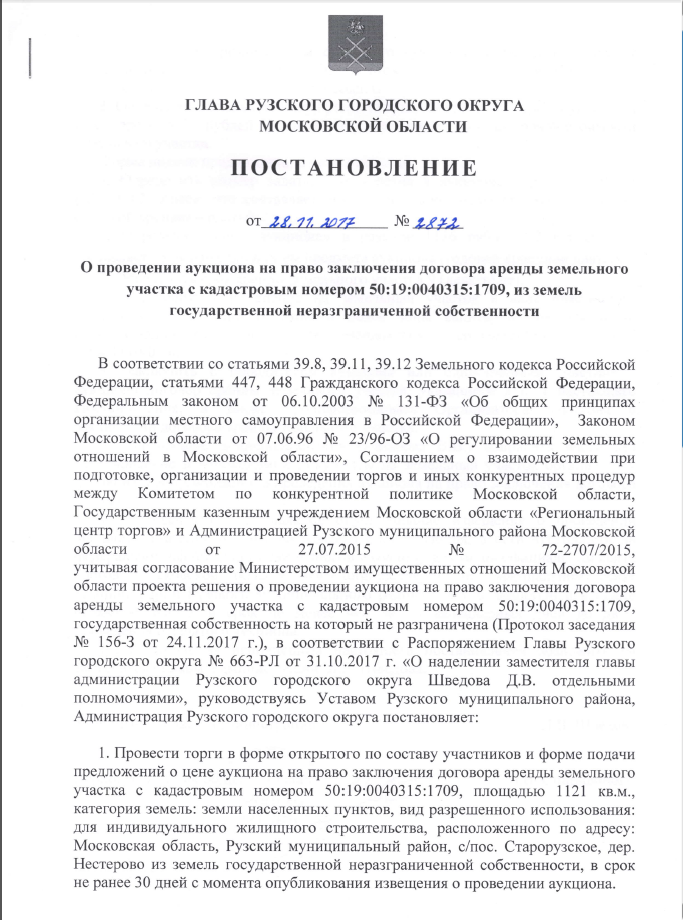 ГЛАВА РУЗСКОГО ГОРОДСКОГО ОКРУГА
МОСКОВСКОЙ ОБЛАСТИ
ПОСТАНОВЛЕНИЕ
от 28.11.2017 № 2872
О проведении аукциона на право заключения договора аренды земельного
участка с кадастровым номером 50:19:0040315:1709, из земель
государственной неразграниченной собственности
В соответствии со статьями 39.8, 39.11, 39.12 Земельного кодекса Российской
Федерации, статьями 447, 448 Гражданского кодекса Российской Федерации,
Федеральным законом от 06.10.2003 № 131-ФЗ «Об общих принципах
организации местного самоуправления в Российской Федерации», Законом
Московской области от 07.06.96 № 23/96-ОЗ «О регулировании земельных
отношений в Московской области», Соглашением о взаимодействии при
подготовке, организации и проведении торгов и иных конкурентных процедур
между Комитетом по конкурентной политике Московской области,
Государственным казенным учреждением Московской области «Региональный
центр торгов» и Администрацией Рузского муниципального района Московской
области от 27.07.2015 № 72-2707/2015,
учитывая согласование Министерством имущественных отношений Московской
области проекта решения о проведении аукциона на право заключения договора
аренды земельного участка с кадастровым номером 50:19:0040315:1709,
государственная собственность на который не разграничена (Протокол заседания
№ 156-З от 24.11.2017 г.), в соответствии с Распоряжением Главы Рузского
городского округа № 663-РЛ от 31.10.2017 г. «О наделении заместителя главы
администрации Рузского городского округа Шведова Д.В. отдельными
полномочиями», руководствуясь Уставом Рузского муниципального района,
Администрация Рузского городского округа постановляет:
1. Провести торги в форме открытого по составу участников и форме подачи
предложений о цене аукциона на право заключения договора аренды земельного
участка с кадастровым номером 50:19:0040315:1709, площадью 1121 кв.м.,
категория земель: земли населенных пунктов, вид разрешенного использования:
для индивидуального жилищного строительства, расположенного по адресу:
Московская область, Рузский муниципальный район, с/пос. Старорузское, дер.
Нестерово из земель государственной неразграниченной собственности, в срок
не ранее 30 дней с момента опубликования извещения о проведении аукциона.